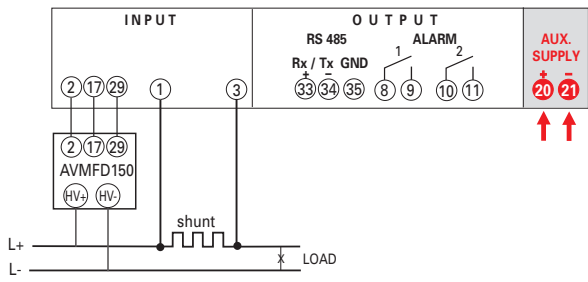 INPUT
OUTPUT
RS 485 ALARM
AUX.
SUPPLY
1 2
Rx / Tx GND
+ − + −
2 17 29 1 3 33 34 35 8 9 10 11 20 21
2 17 29
AVMFD150
HV+ HV-
shunt
L+
X LOAD
L-